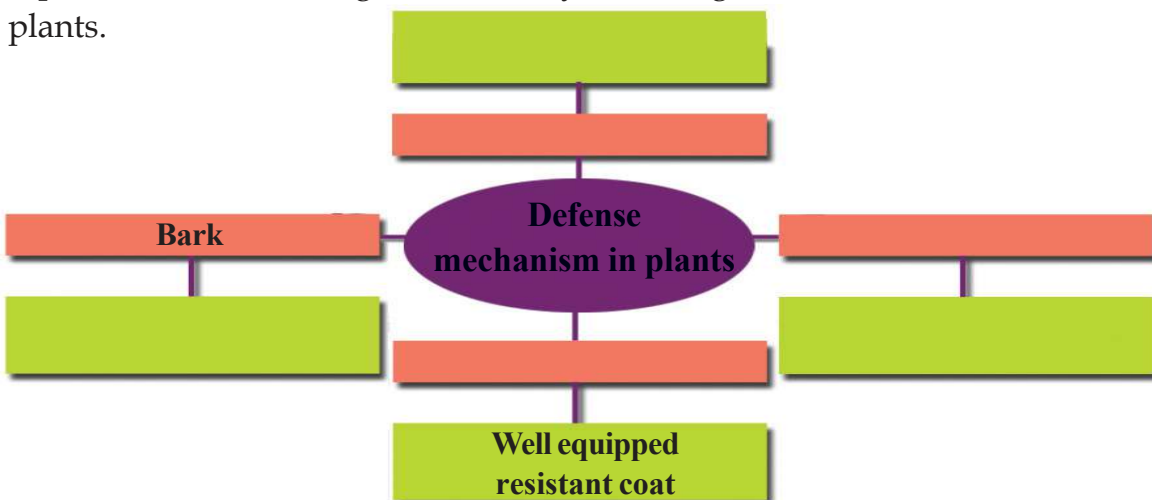 plants.
Defense
mechanism in plants
Bark
Well equipped
resistant coat